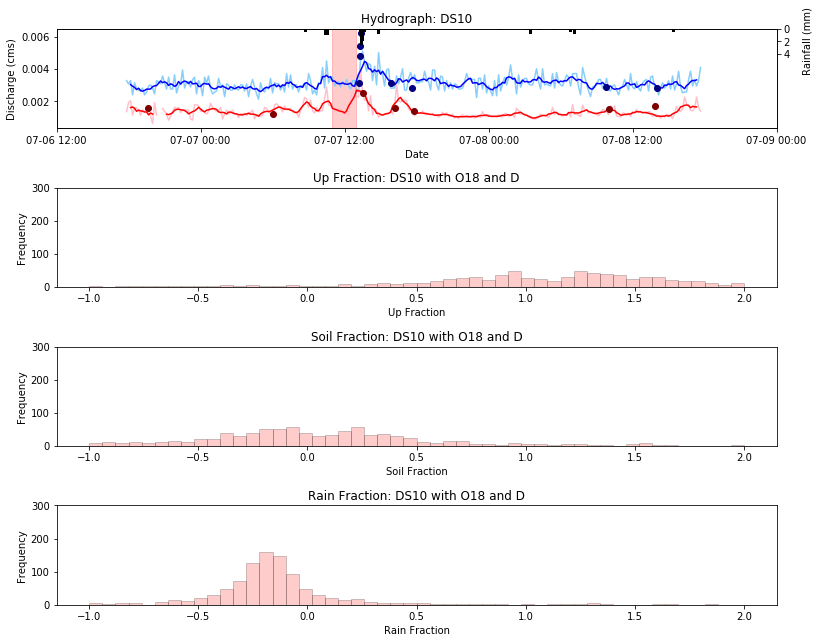 Hydrograph: DS10
0.006
0.004
0.002
Discharge (cms)
0
2
4
Rainfall (mm)
07-06 12:00 07-07 00:00 07-07 12:00 07-08 00:00 07-08 12:00 07-09 00:00
Date
Up Fraction: DS10 with O18 and D
300
200
100
0
Frequency
−1.0 −0.5 0.0 0.5 1.0 1.5 2.0
Up Fraction
Soil Fraction: DS10 with O18 and D
300
200
100
0
Frequency
−1.0 −0.5 0.0 0.5 1.0 1.5 2.0
Soil Fraction
Rain Fraction: DS10 with O18 and D
300
200
100
0
Frequency
−1.0 −0.5 0.0 0.5 1.0 1.5 2.0
Rain Fraction